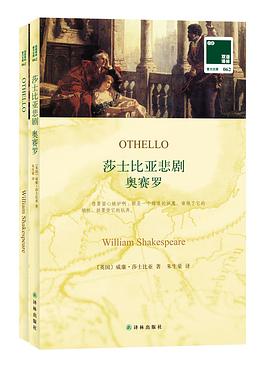 OTHELLO
莎士比亚悲剧 奥赛罗
William Shakespeare
双语译林
062
OTHELLO
莎士比亚悲剧
奥赛罗
William Shakespeare
［英国］威廉·莎士比亚 著 朱生豪 译
译林出版社